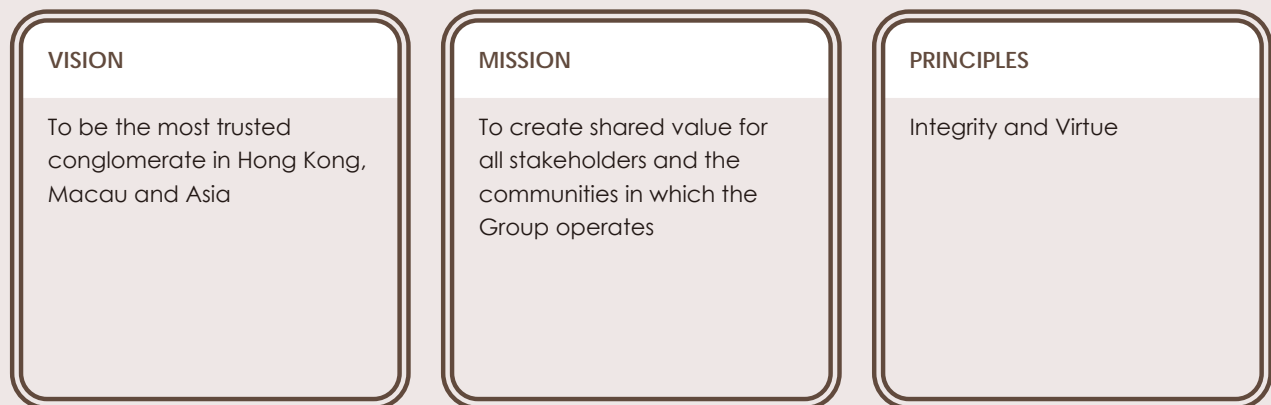 VISION
To be the most trusted
conglomerate in Hong Kong,
Macau and Asia
MISSION
To create shared value for
all stakeholders and the
communities in which the
Group operates
PRINCIPLES
Integrity and Virtue